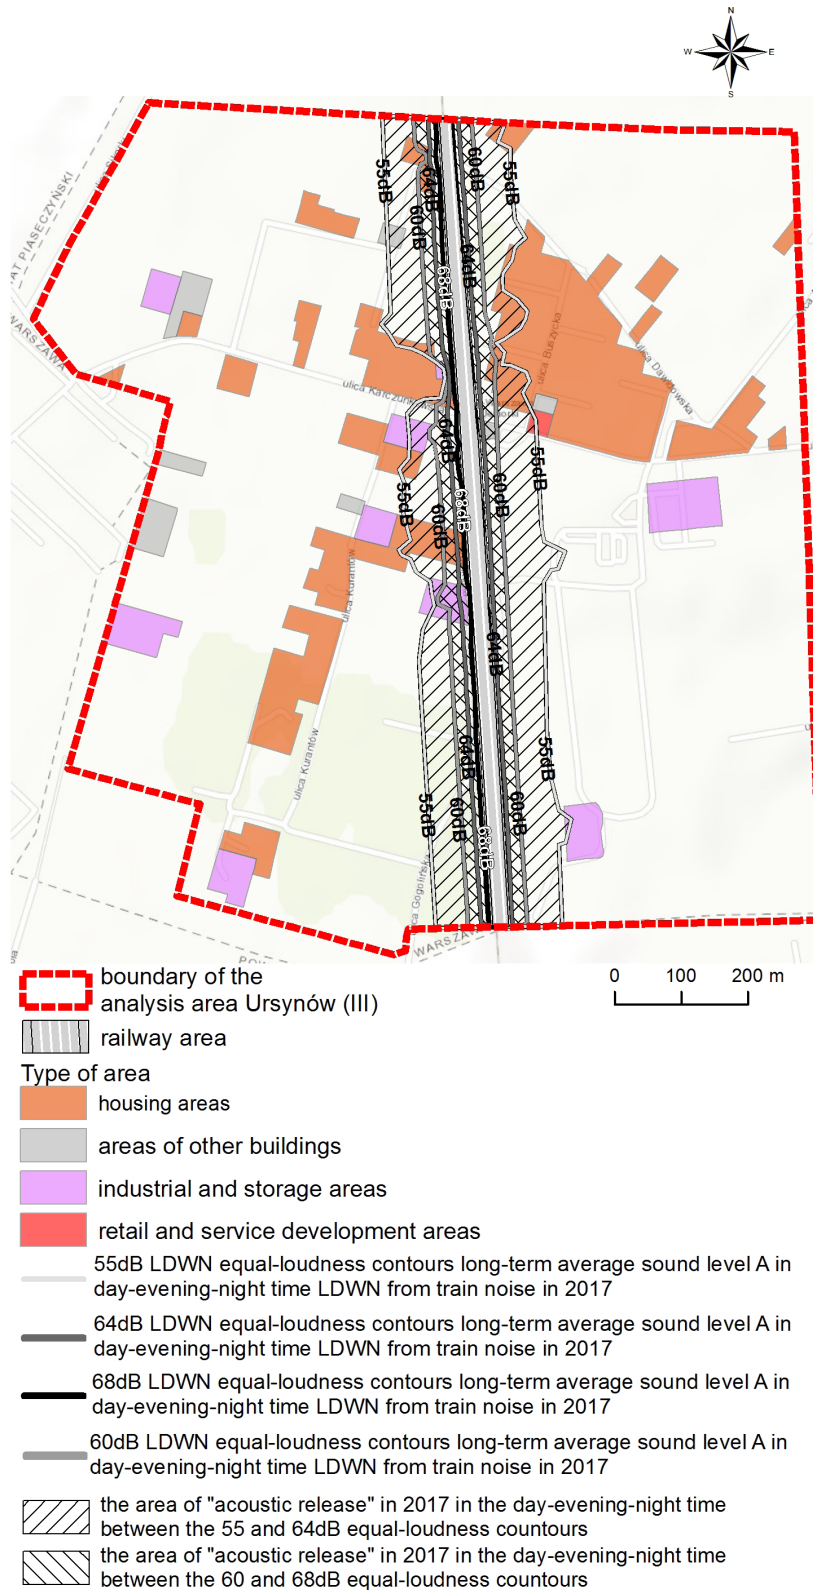 N
W
E
S
AT PIASECZYŃSKI
WARSZAWA
55dB
64dB
60dB
60dB
55dB
64dB
68dB
ulica Buszycka
ulica Dawidowska
ulica Katczunk
64dB
55dB
60dB
68dB
60dB
55dB
ulica Kurantów
64dB
ulica Kurantów
64dB
55dB
55dB
60dB
60dB
68dB
ica Gogolińska
WARSZAW
POW
boundary of the
analysis area Ursynów (III)
0 100 200 m
railway area
Type of area
housing areas
areas of other buildings
industrial and storage areas
retail and service development areas
55dB LDWN equal-loudness contours long-term average sound level A in
day-evening-night time LDWN from train noise in 2017
64dB LDWN equal-loudness contours long-term average sound level A in
day-evening-night time LDWN from train noise in 2017
68dB LDWN equal-loudness contours long-term average sound level A in
day-evening-night time LDWN from train noise in 2017
60dB LDWN equal-loudness contours long-term average sound level A in
day-evening-night time LDWN from train noise in 2017
the area of "acoustic release" in 2017 in the day-evening-night time
between the 55 and 64dB equal-loudness countours
the area of "acoustic release" in 2017 in the day-evening-night time
between the 60 and 68dB equal-loudness countours